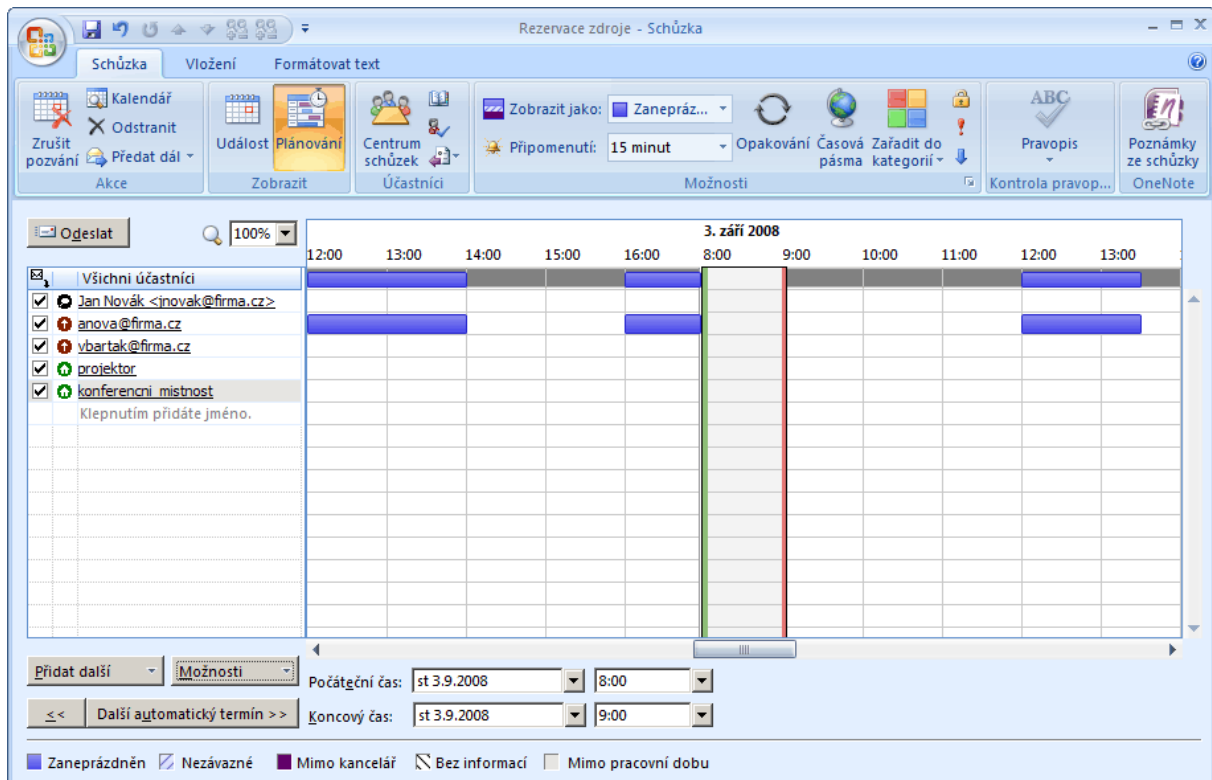 Rezervace zdroje - Schůzka
Schůzka Vložení Formátovat text
Zrušit pozvání
Kalendář
Odstranit
Předat dál
Akce
Událost Plánování
Zobrazit
Centrum schůzek
Účastníci
Zobrazit jako: Zanepráz...
Připomenutí: 15 minut
Opakování
Časová pásma
Zařadit do kategorií
Možnosti
ABC
Pravopis
Kontrola pravop...
Poznámky ze schůzky
OneNote
Odeslat 100%
3. září 2008
12:00 13:00 14:00 15:00 16:00 8:00 9:00 10:00 11:00 12:00 13:00
Všichni účastníci
Jan Novák <jnovak@firma.cz>
anova@firma.cz
vbartak@firma.cz
projektor
konferencni mistnost
Klepnutím přidáte jméno.
Přidat další Možnosti
Počáteční čas: st 3.9.2008 8:00
<< Další automatický termín >>
Koncový čas: st 3.9.2008 9:00
Zaneprázdněn Nezávazné Mimo kancelář Bez informací Mimo pracovní dobu